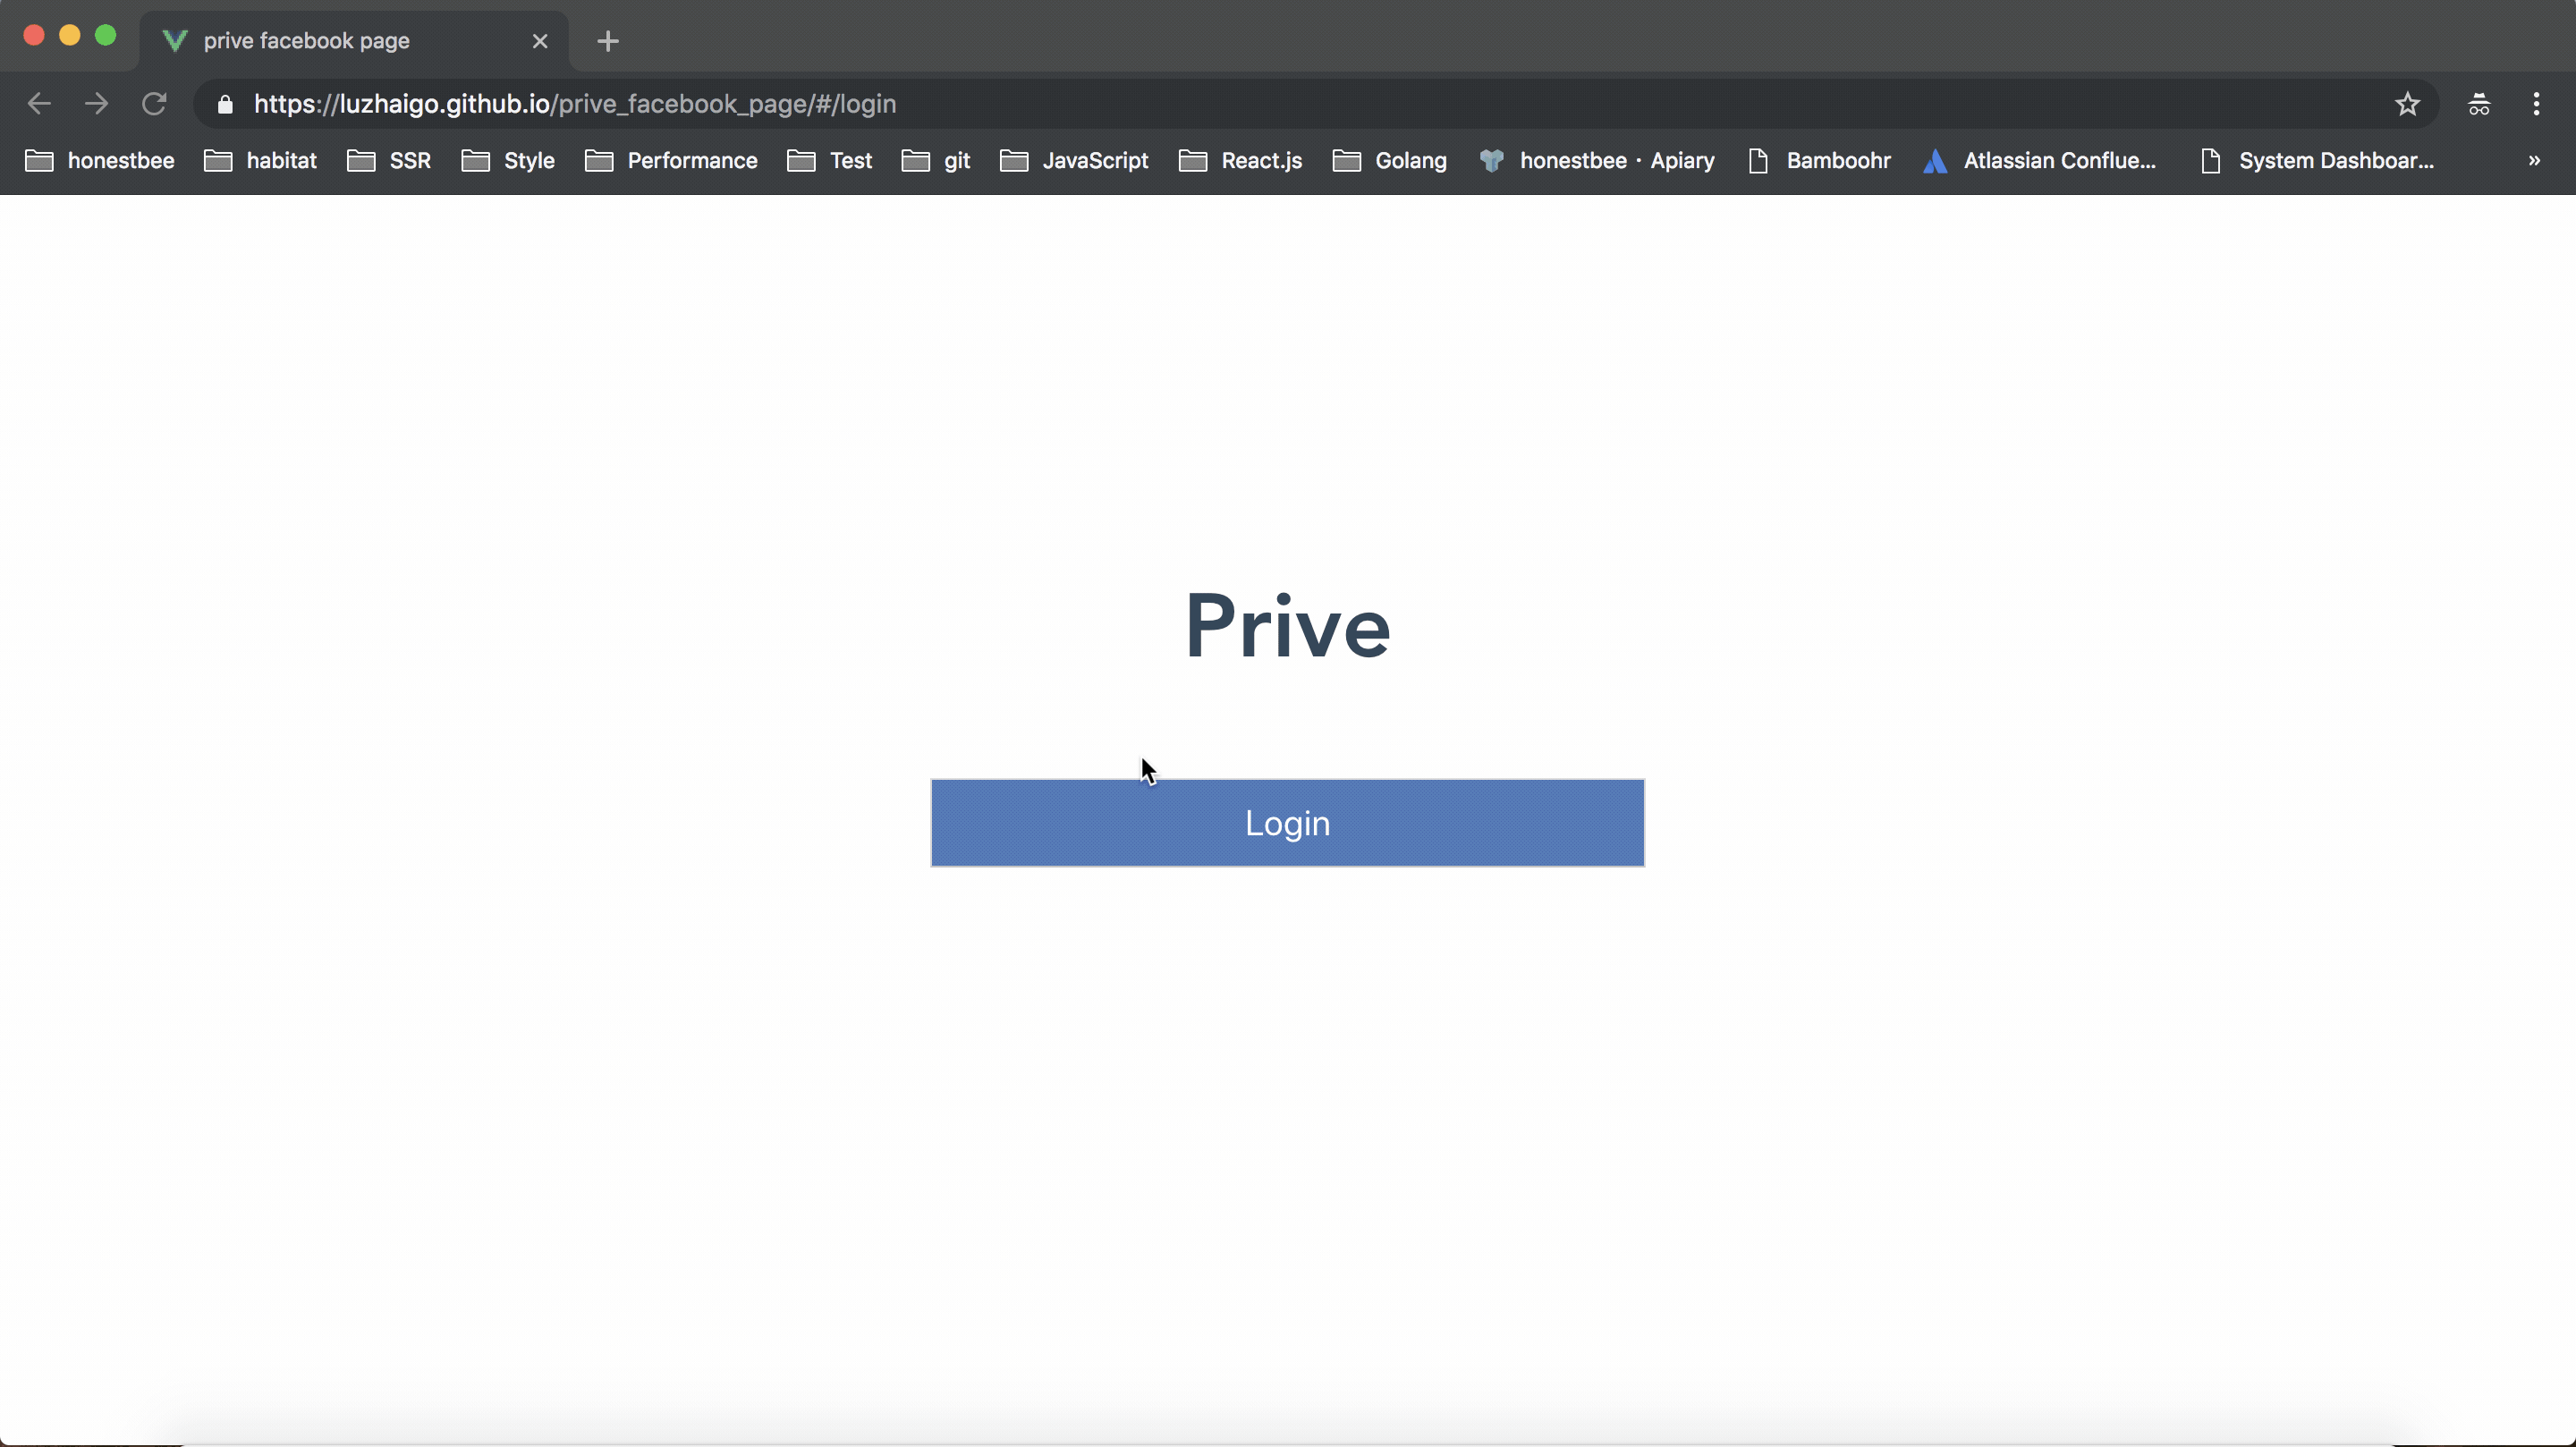 prive facebook page
https://luzhaigo.github.io/prive_facebook_page/#/login
honestbee habitat SSR Style Performance Test git JavaScript React.js Golang honestbee · Apiary Bamboohr Atlassian Conflue... System Dashboar... »
Prive
Login